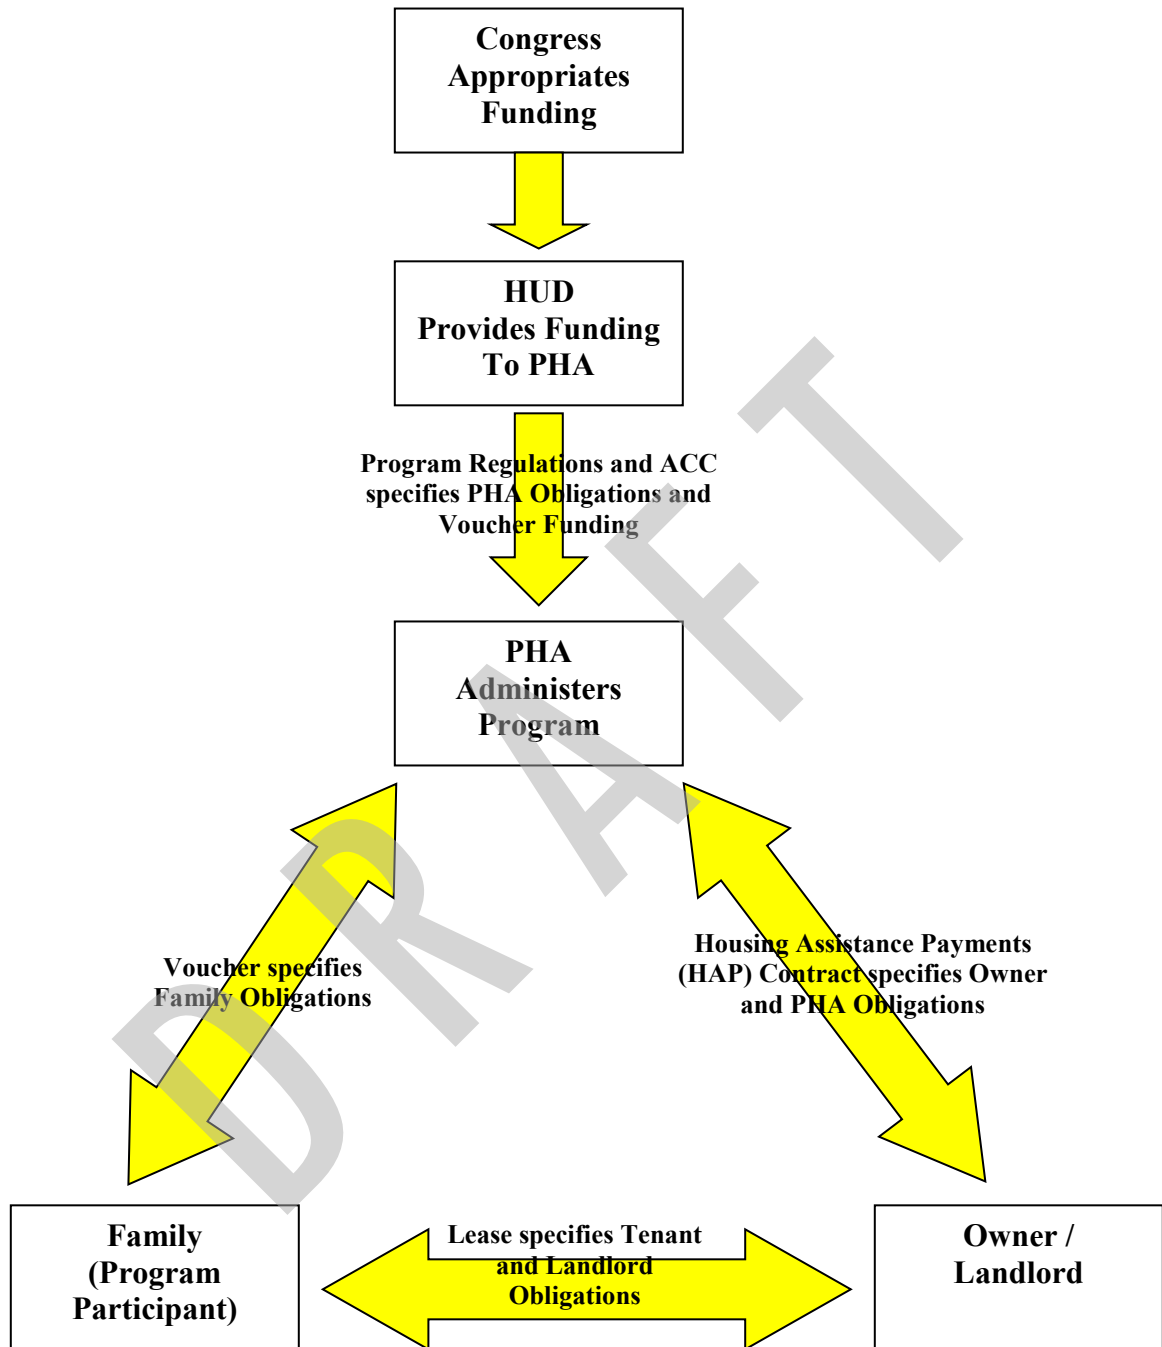 Congress
Appropriates
Funding
HUD
Provides Funding
To PHA
Program Regulations and ACC
specifies PHA Obligations and
Voucher Funding
PHA
Administers
Program
Voucher specifies
Family Obligations
Housing Assistance Payments
(HAP) Contract specifies Owner
and PHA Obligations
Family
(Program
Participant)
Lease specifies Tenant
and Landlord
Obligations
Owner /
Landlord
DRAFT